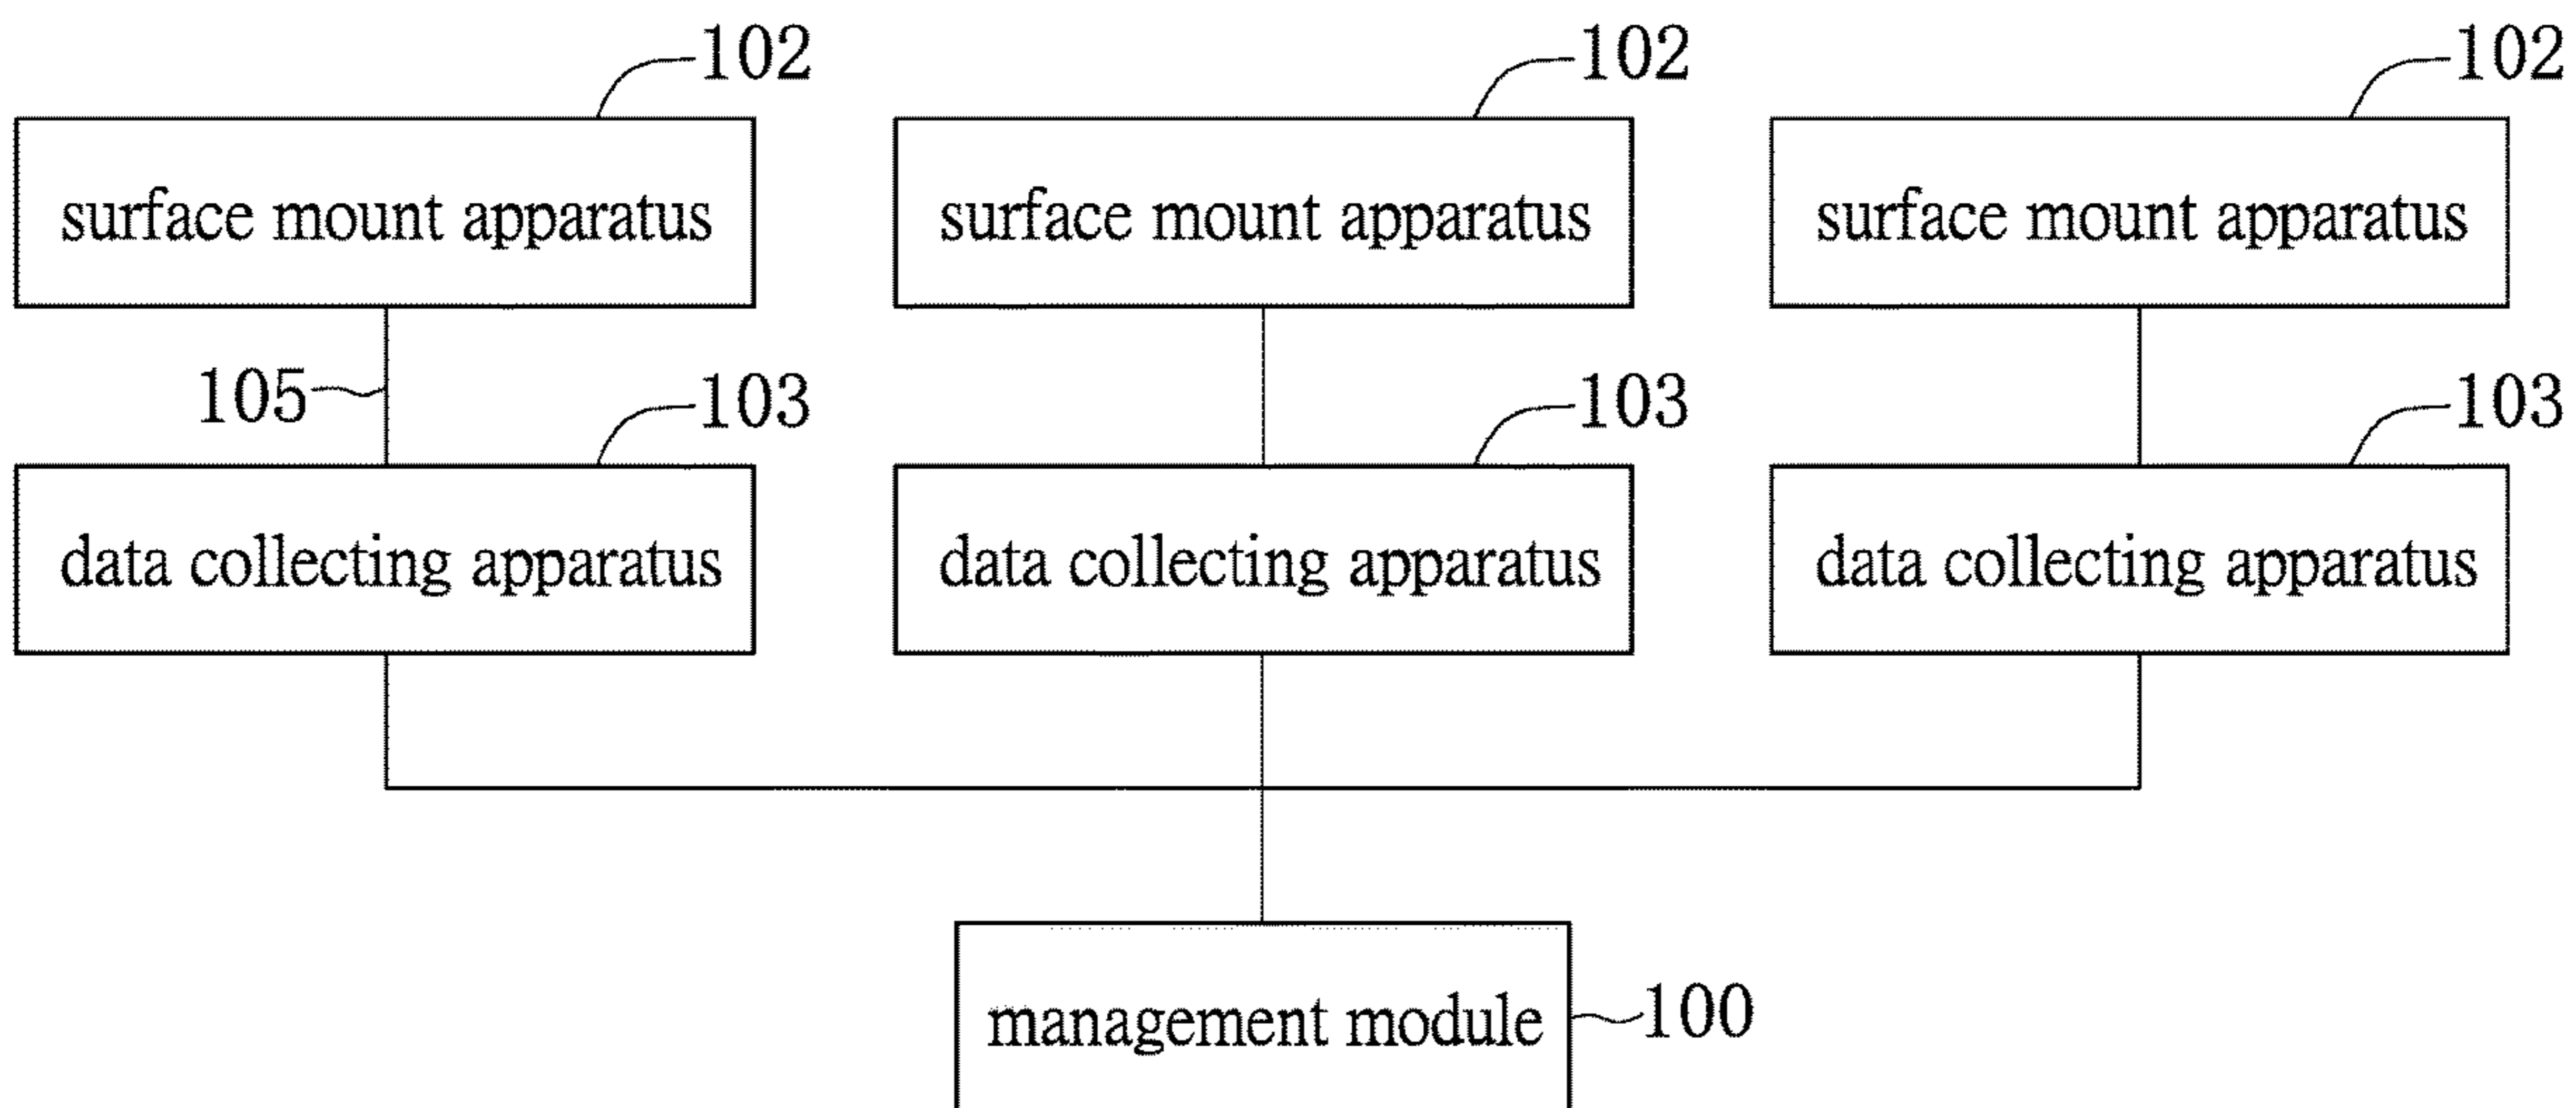 102 102 102
surface mount apparatus surface mount apparatus surface mount apparatus
105 103 103 103
data collecting apparatus data collecting apparatus data collecting apparatus
management module 100